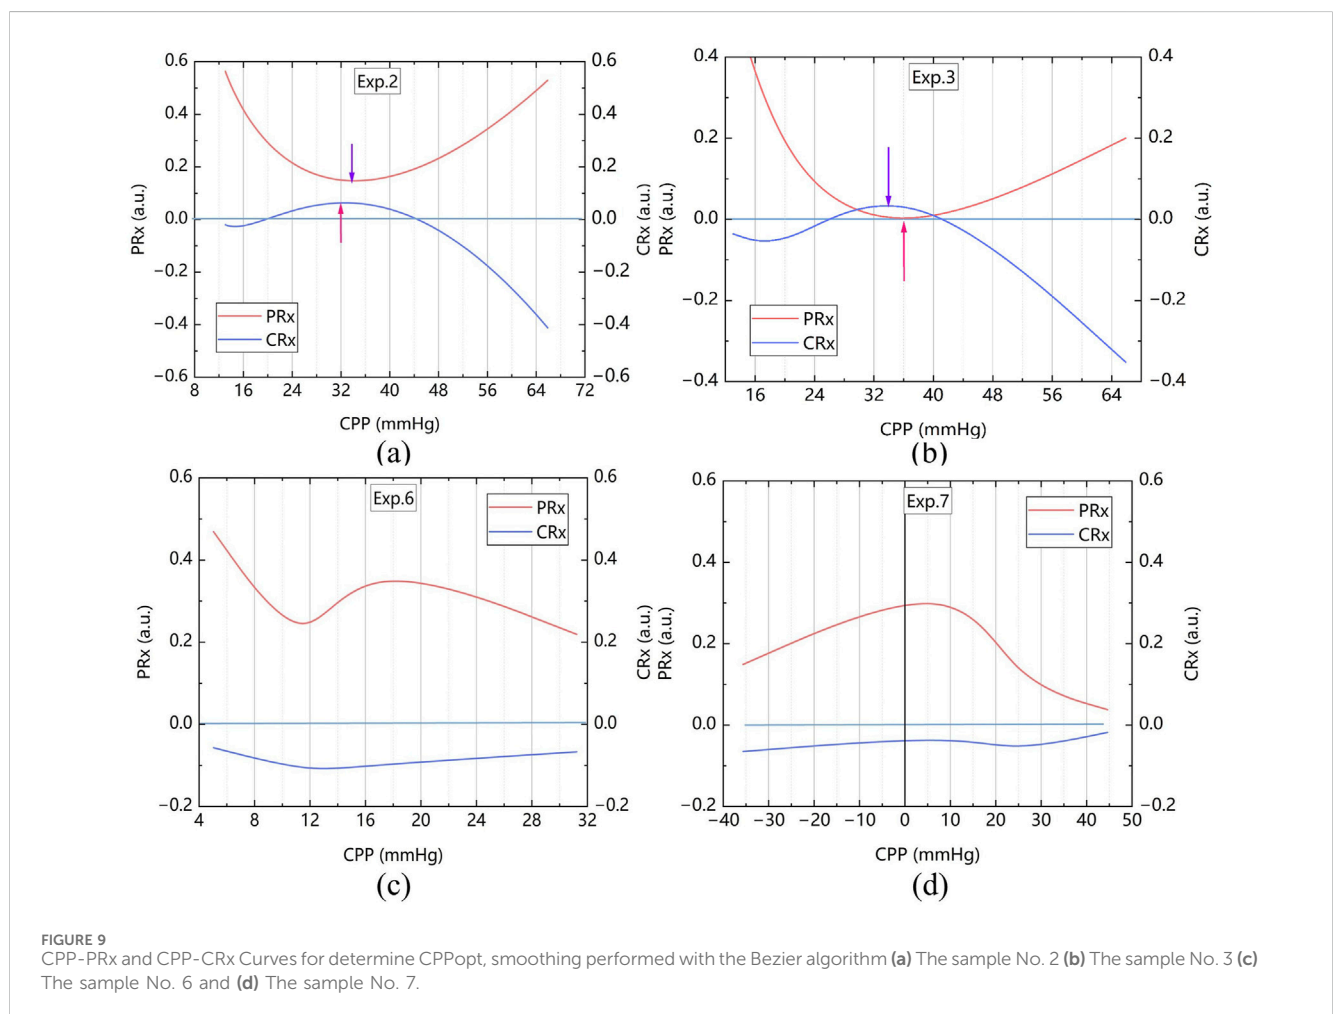 0.6
0.4
0.2
0.0
−0.2
−0.4
−0.6
PRx (a.u.)
Exp.2
PRx
CRx
0.6
0.4
0.2
0.0
−0.2
−0.4
−0.6
CRx (a.u.)
8 16 24 32 40 48 56 64 72
CPP (mmHg)
(a)
0.4
0.2
0.0
−0.2
−0.4
PRx (a.u.)
Exp.3
PRx
CRx
0.4
0.2
0.0
−0.2
−0.4
CRx (a.u.)
16 24 32 40 48 56 64
CPP (mmHg)
(b)
0.6
0.4
0.2
0.0
−0.2
PRx (a.u.)
Exp.6
PRx
CRx
0.6
0.4
0.2
0.0
−0.2
CRx (a.u.)
4 8 12 16 20 24 28 32
CPP (mmHg)
(c)
0.6
0.4
0.2
0.0
−0.2
PRx (a.u.)
Exp.7
PRx
CRx
0.6
0.4
0.2
0.0
−0.2
CRx (a.u.)
−40 −30 −20 −10 0 10 20 30 40 50
CPP (mmHg)
(d)
FIGURE 9
CPP-PRx and CPP-CRx Curves for determine CPPopt, smoothing performed with the Bezier algorithm (a) The sample No. 2 (b) The sample No. 3 (c)
The sample No. 6 and (d) The sample No. 7.